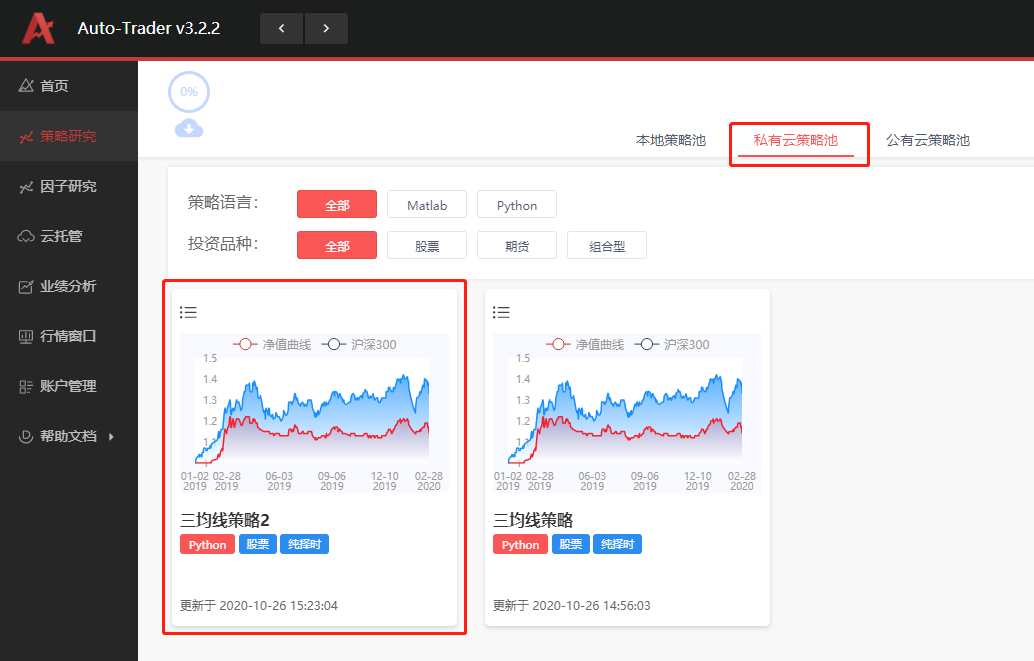 Auto-Trader v3.2.2
首页
策略研究
因子研究
云托管
业绩分析
行情窗口
账户管理
帮助文档
0%
本地策略池 私有云策略池 公有云策略池
策略语言: 全部 Matlab Python
投资品种: 全部 股票 期货 组合型
净值曲线 沪深300
1.5
1.4
1.3
1.2
1.1
01-02 02-28 06-03 09-06 12-10 02-28
2019 2019 2019 2019 2019 2020
三均线策略2
Python 股票 纯择时
更新于 2020-10-26 15:23:04
净值曲线 沪深300
1.5
1.4
1.3
1.2
1.1
01-02 02-28 06-03 09-06 12-10 02-28
2019 2019 2019 2019 2019 2020
三均线策略
Python 股票 纯择时
更新于 2020-10-26 14:56:03